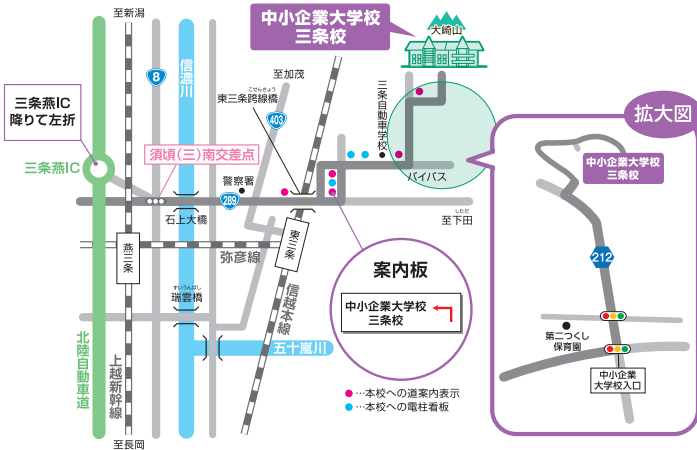 至新潟
中小企業大学校
三条校
大崎山
8
信濃川
至加茂
こせんきょう
東三条跨線橋
403
三条自動車学校
拡大図
三条燕IC
降りて左折
三条燕IC
須頃(三)南交差点
警察署
289
バイパス
しただ
至下田
石上大橋
燕三条
弥彦線
東三条
ずいうんばし
瑞雲橋
信越本線
五十嵐川
北陸自動車道
上越新幹線
至長岡
案内板
中小企業大学校
三条校
●…本校への道案内表示
●…本校への電柱看板
中小企業大学校
三条校
212
第二つくし
保育園
中小企業
大学校入口